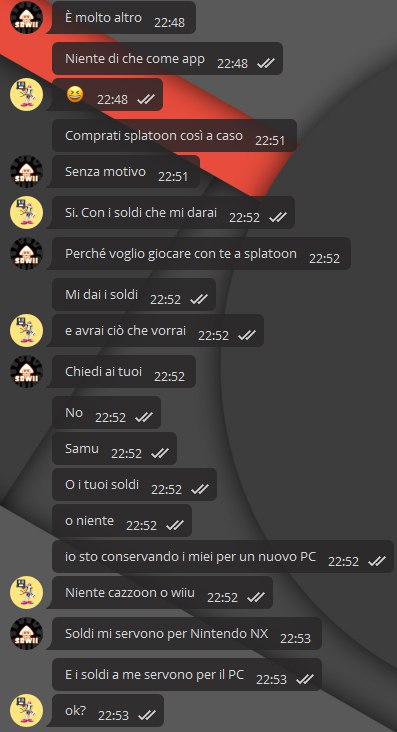 È molto altro 22:48
Niente di che come app 22:48
😆 22:48
Comprati splatoon così a caso 22:51
Senza motivo 22:51
Si. Con i soldi che mi darai 22:52
Perché voglio giocare con te a splatoon 22:52
Mi dai i soldi 22:52
e avrai ciò che vorrai 22:52
Chiedi ai tuoi 22:52
No 22:52
Samu 22:52
O i tuoi soldi 22:52
o niente 22:52
io sto conservando i miei per un nuovo PC 22:52
Niente cazzoon o wiiu 22:52
Soldi mi servono per Nintendo NX 22:53
E i soldi a me servono per il PC 22:53
ok? 22:53